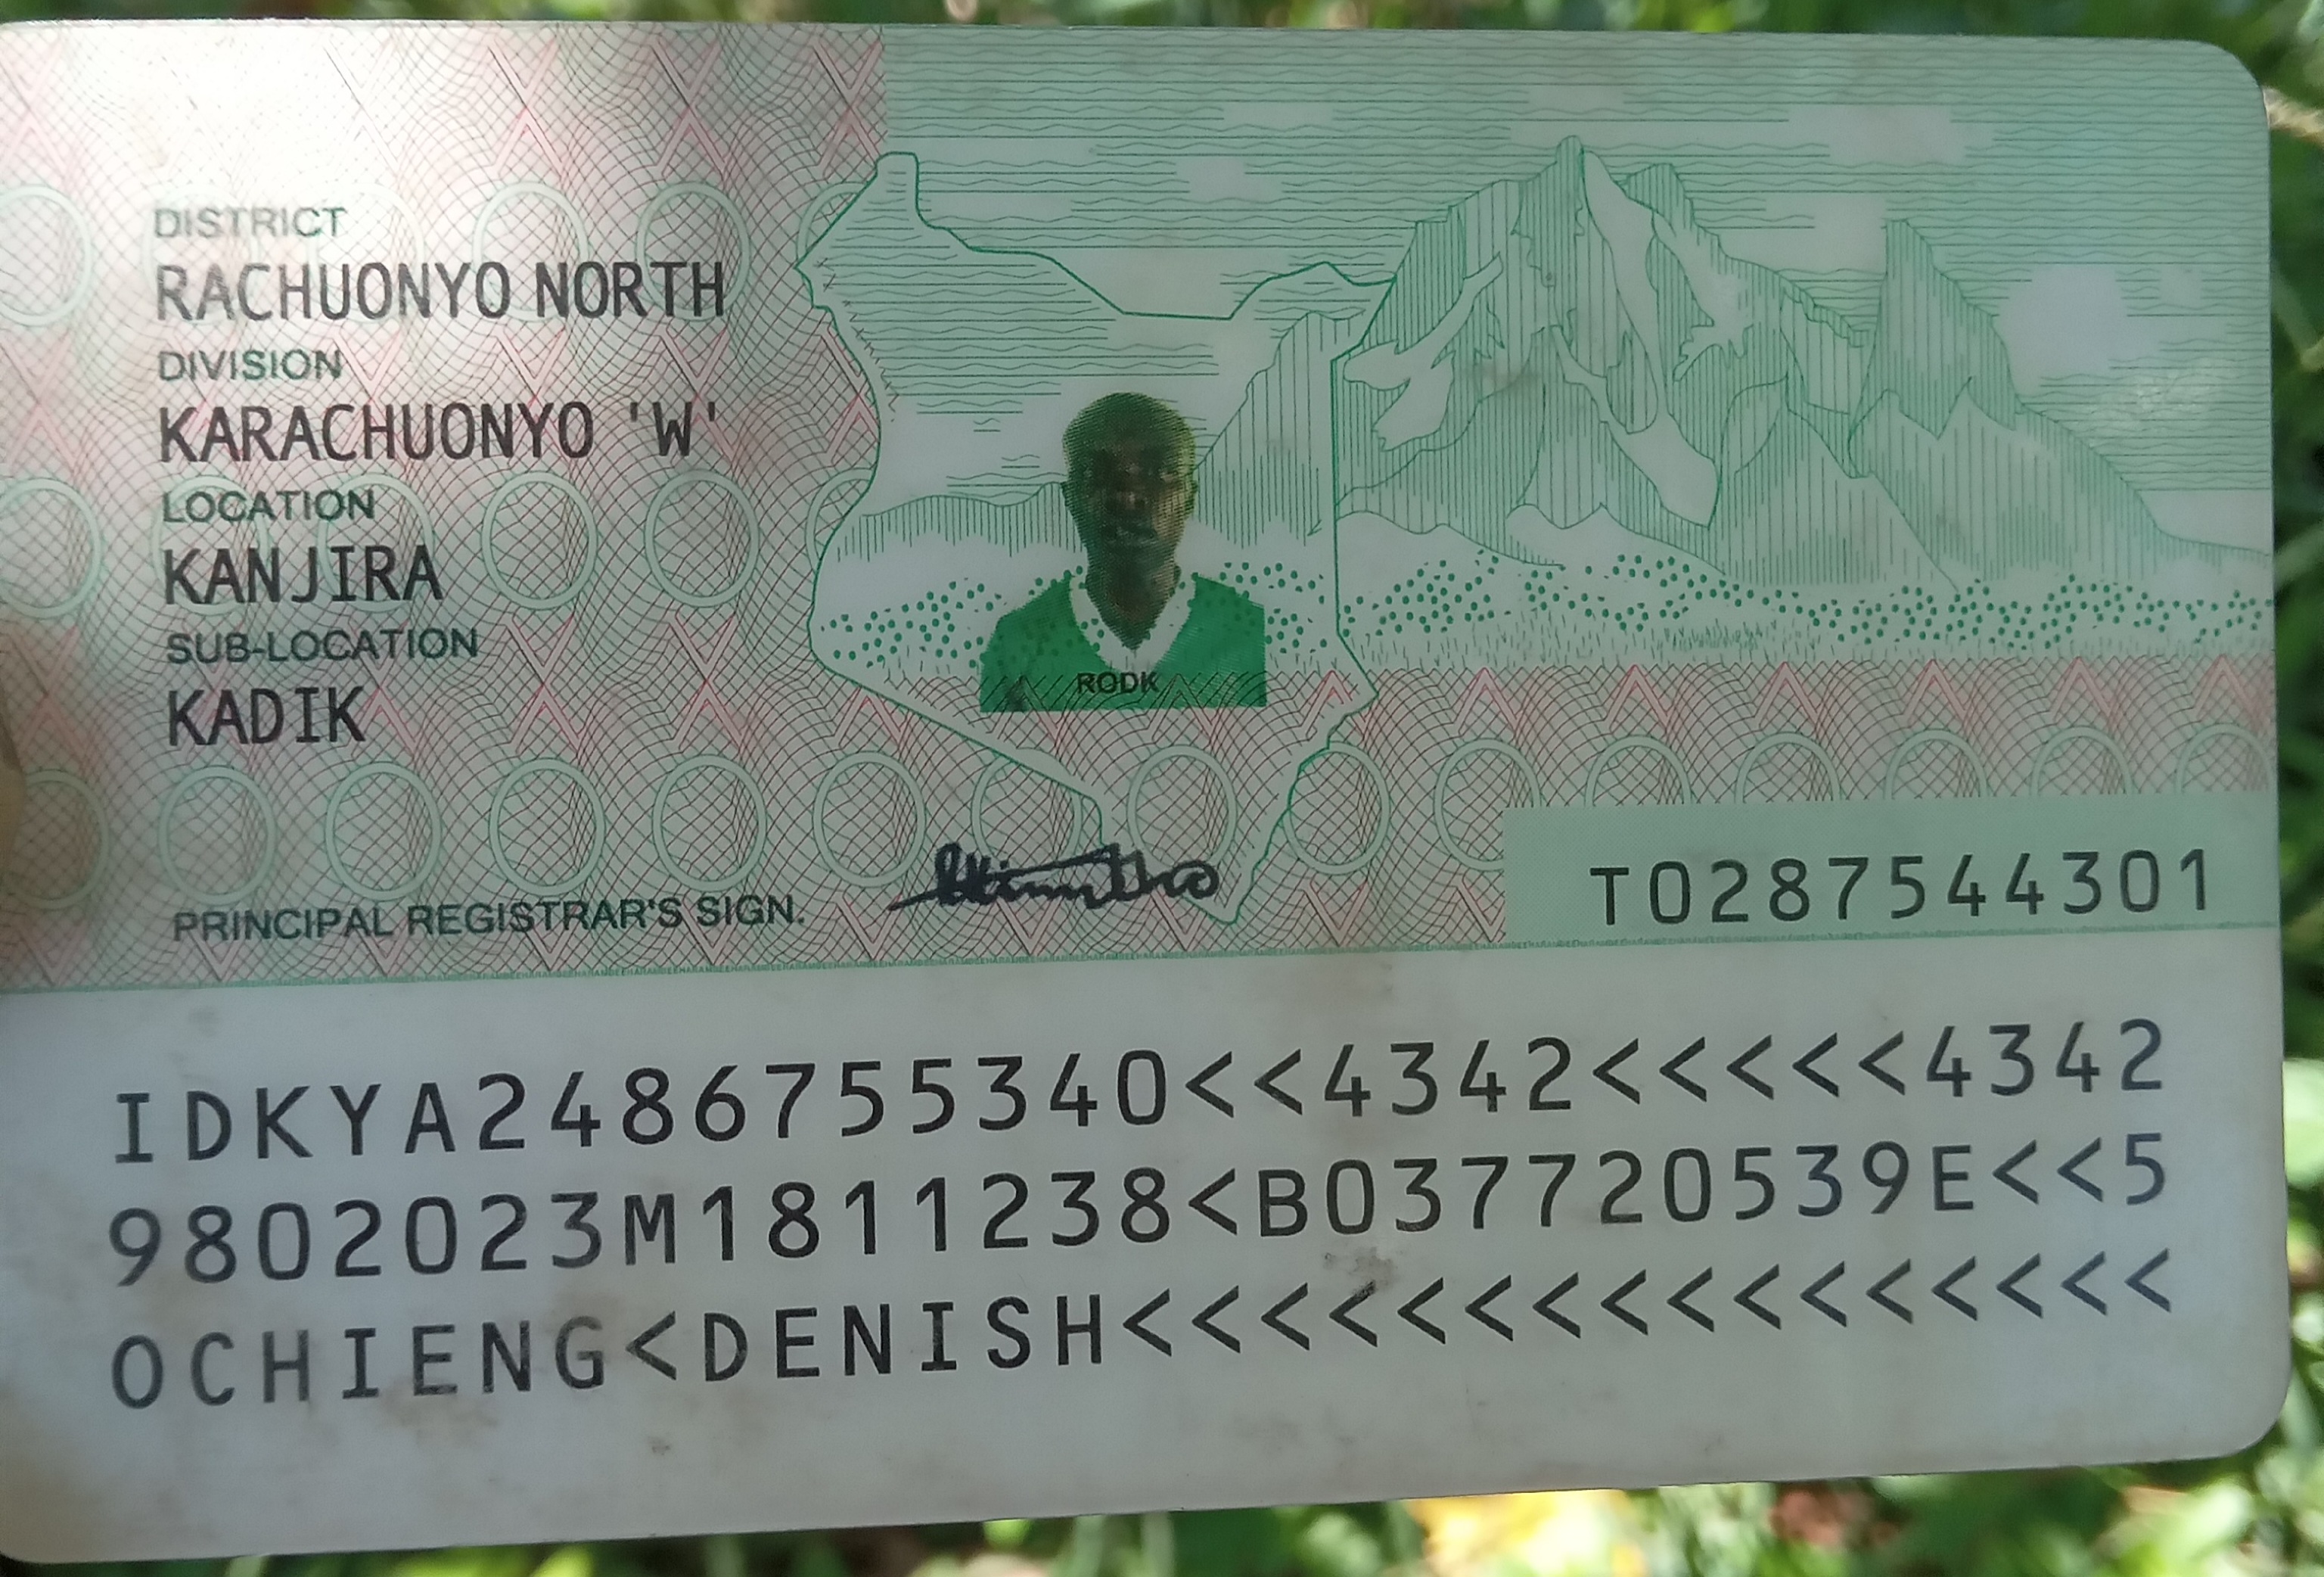 DISTRICT
RACHUONYO NORTH
DIVISION
KARACHUONYO 'W'
LOCATION
KANJIRA
SUB-LOCATION
KADIK
RODK
PRINCIPAL REGISTRAR'S SIGN.
T0287544301
IDKYA2486755340<<4342<<<<<4342
9802023M1811238<B037720539E<<5
OCHIENG<DENISH<<<<<<<<<<<<<<<<